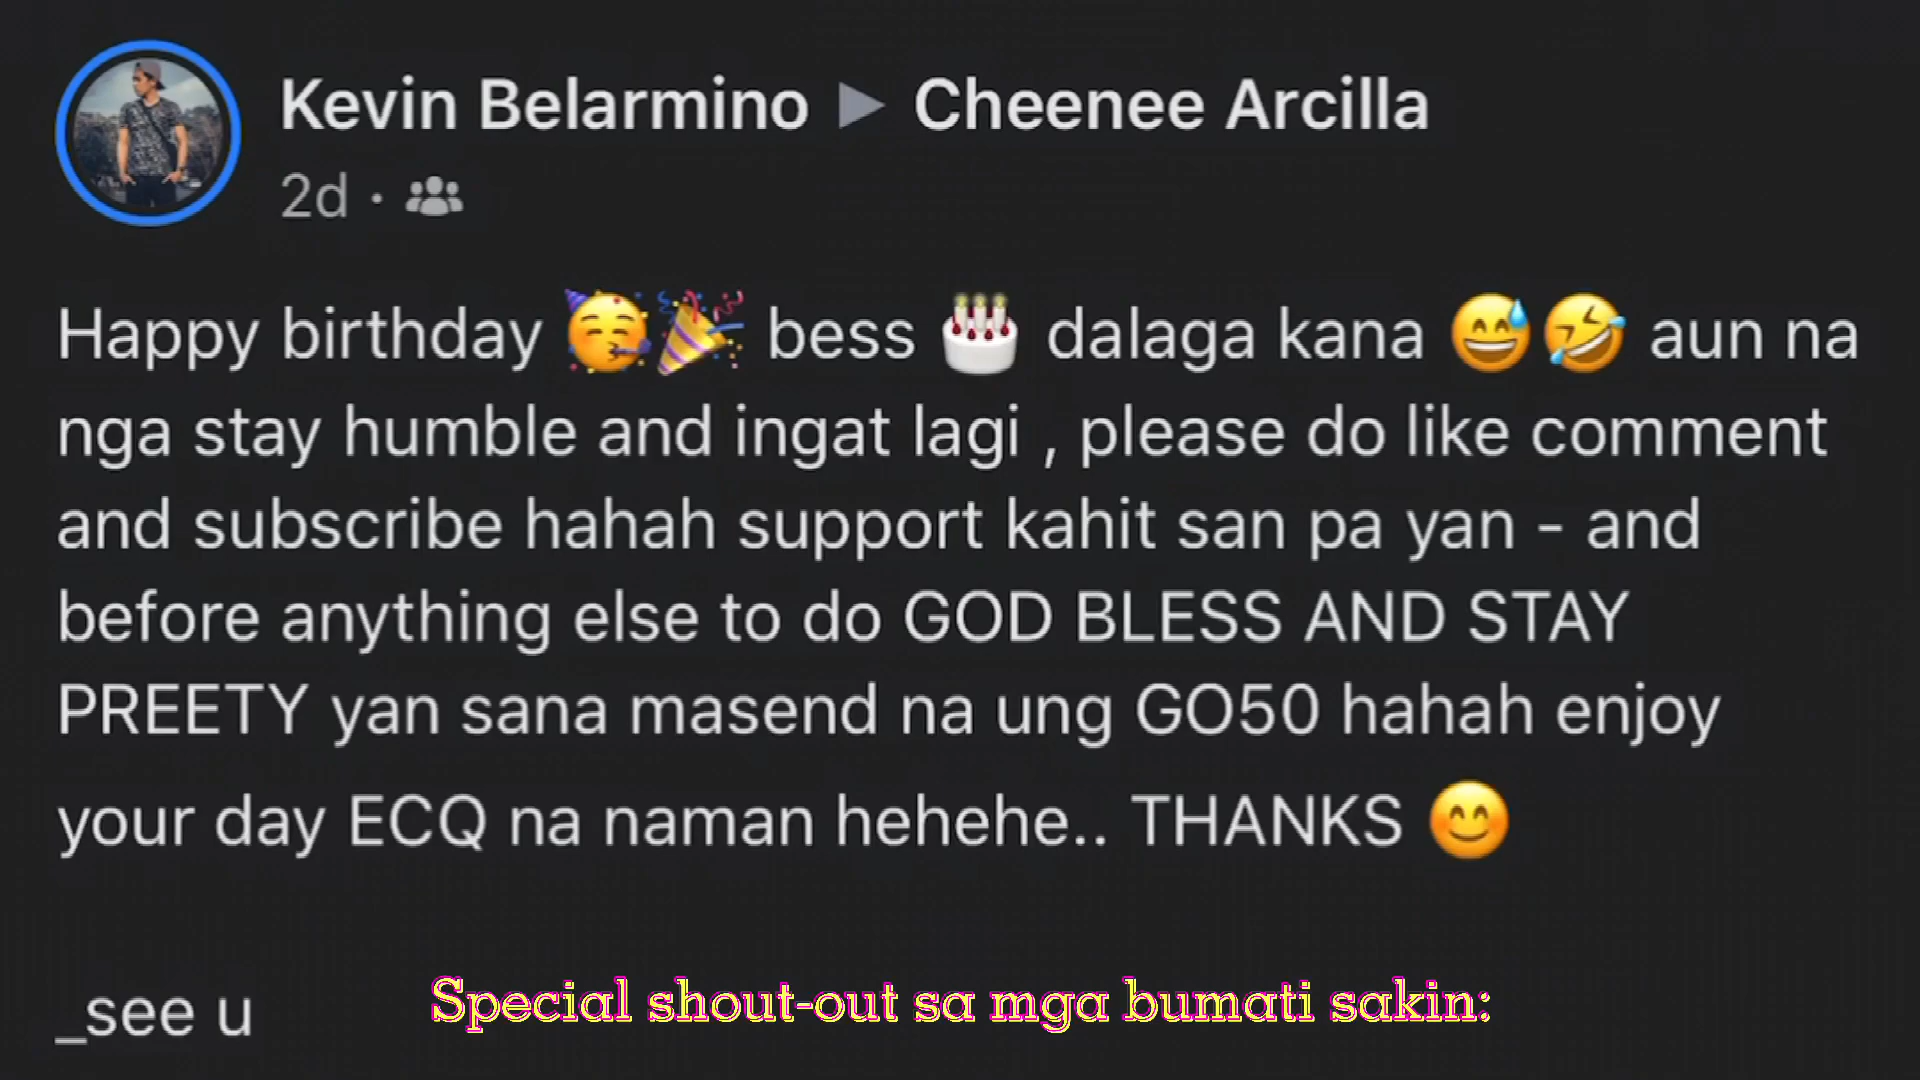 Kevin Belarmino ▶ Cheenee Arcilla
2d ·
Happy birthday 🥳🎉 bess 🎂 dalaga kana 😅🤣 aun na
nga stay humble and ingat lagi , please do like comment
and subscribe hahah support kahit san pa yan - and
before anything else to do GOD BLESS AND STAY
PREETY yan sana masend na ung GO50 hahah enjoy
your day ECQ na naman hehehe.. THANKS 😊
_see u
Special shout-out sa mga bumati sakin: